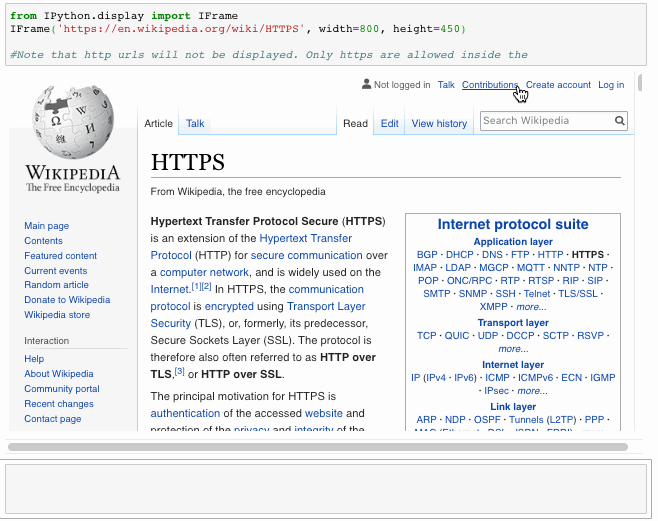 from IPython.display import IFrame
IFrame('https://en.wikipedia.org/wiki/HTTPS', width=800, height=450)
#Note that http urls will not be displayed. Only https are allowed inside the
Not logged in Talk Contributions Create account Log in
Article Talk Read Edit View history Search Wikipedia
WIKIPEDIA
The Free Encyclopedia
Main page
Contents
Featured content
Current events
Random article
Donate to Wikipedia
Wikipedia store
Interaction
Help
About Wikipedia
Community portal
Recent changes
Contact page
HTTPS
From Wikipedia, the free encyclopedia
Hypertext Transfer Protocol Secure (HTTPS)
is an extension of the Hypertext Transfer
Protocol (HTTP) for secure communication over
a computer network, and is widely used on the
Internet.[1][2] In HTTPS, the communication
protocol is encrypted using Transport Layer
Security (TLS), or, formerly, its predecessor,
Secure Sockets Layer (SSL). The protocol is
therefore also often referred to as HTTP over
TLS,[3] or HTTP over SSL.
The principal motivation for HTTPS is
authentication of the accessed website and
protection of the privacy and integrity of the
Internet protocol suite
Application layer
BGP · DHCP · DNS · FTP · HTTP · HTTPS ·
IMAP · LDAP · MGCP · MQTT · NNTP · NTP ·
POP · ONC/RPC · RTP · RTSP · RIP · SIP ·
SMTP · SNMP · SSH · Telnet · TLS/SSL ·
XMPP · more...
Transport layer
TCP · QUIC · UDP · DCCP · SCTP · RSVP ·
more...
Internet layer
IP (IPv4 · IPv6) · ICMP · ICMPv6 · ECN · IGMP
· IPsec · more...
Link layer
ARP · NDP · OSPF · Tunnels (L2TP) · PPP ·